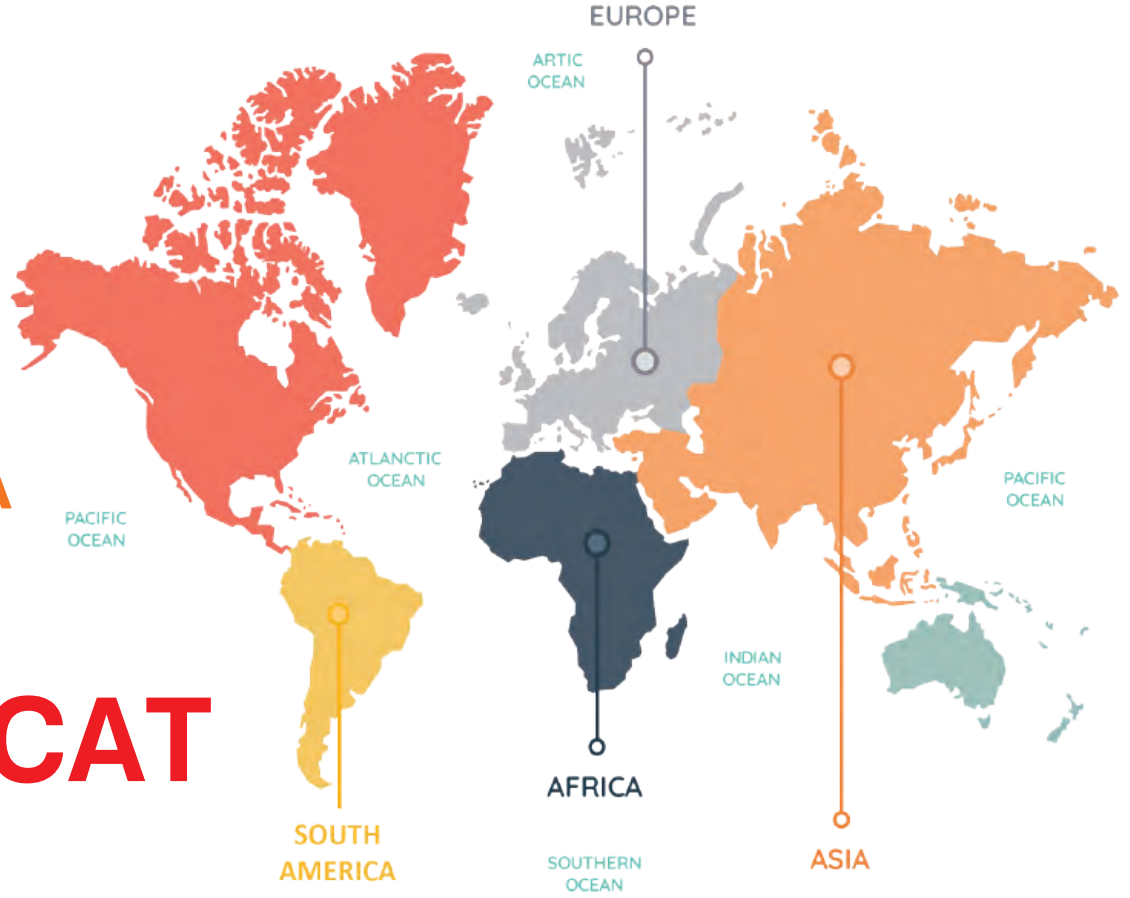 EUROPE
ARTIC
OCEAN
ATLANCTIC
OCEAN
PACIFIC
OCEAN
PACIFIC
OCEAN
INDIAN
OCEAN
CAT
AFRICA
SOUTH
AMERICA
ASIA
SOUTHERN
OCEAN